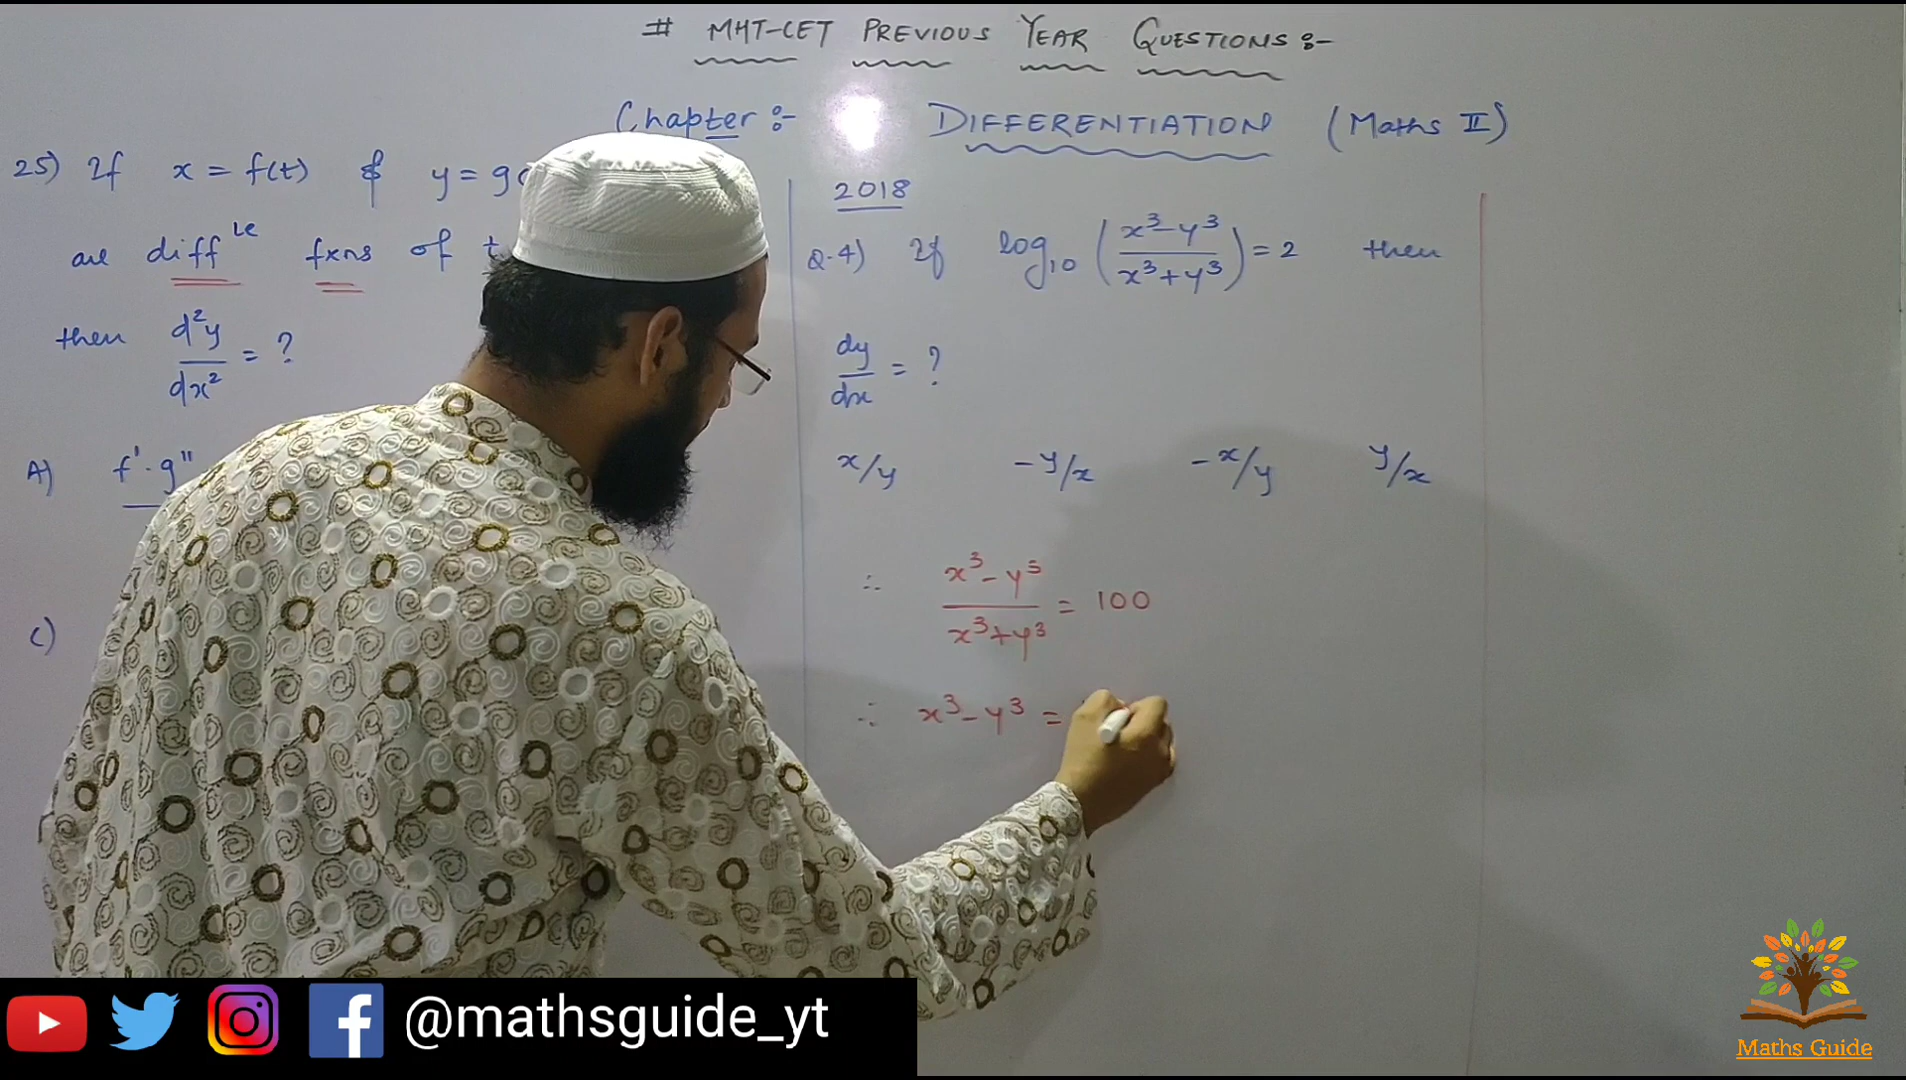 # MHT-CET PREVIOUS YEAR QUESTIONS :-
Chapter :- DIFFERENTIATION (Maths II)
25) If x = f(t) & y = g
are diff^le fxns of t
then d²y/dx² = ?
A) f'·g"
C)
2018
Q.4) If log₁₀ ((x³-y³)/(x³+y³)) = 2 then
dy/dx = ?
x/y -y/x -x/y y/x
∴ (x³-y³)/(x³+y³) = 100
∴ x³-y³ =
@mathsguide_yt
Maths Guide